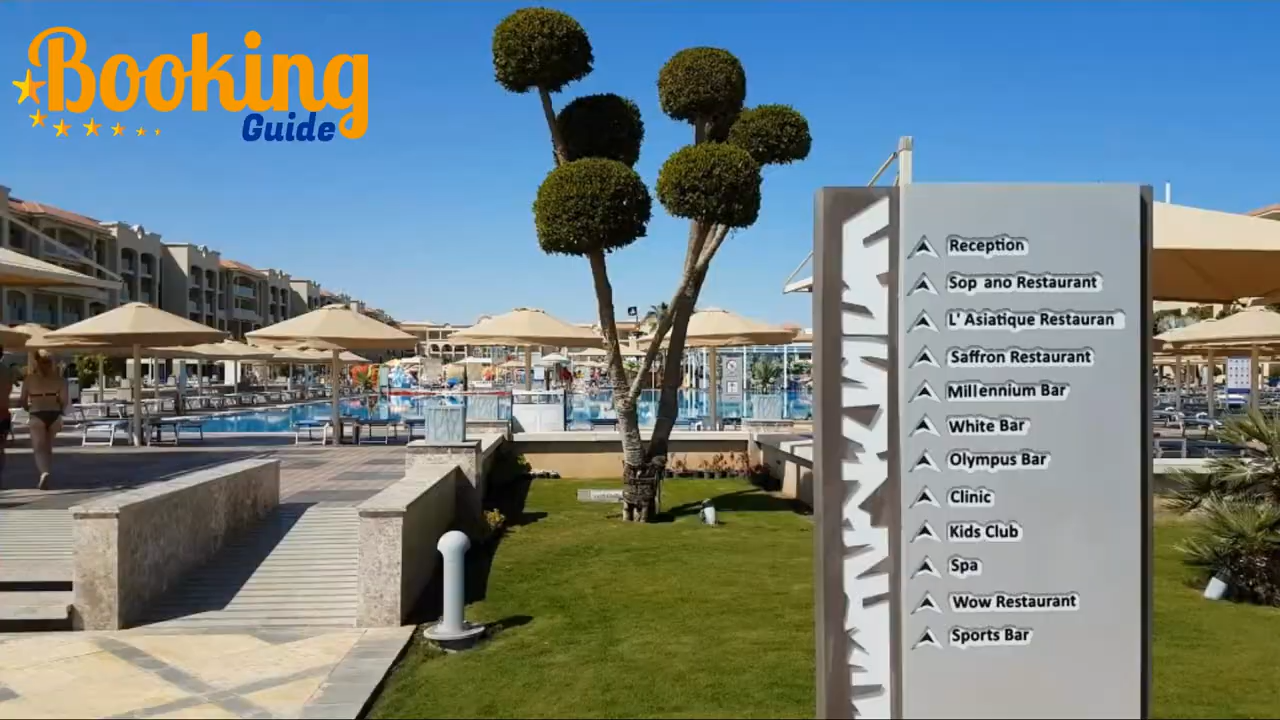 Booking
Guide
Reception
Sop ano Restaurant
L' Asiatique Restauran
Saffron Restaurant
Millennium Bar
White Bar
Olympus Bar
Clinic
Kids Club
Spa
Wow Restaurant
Sports Bar